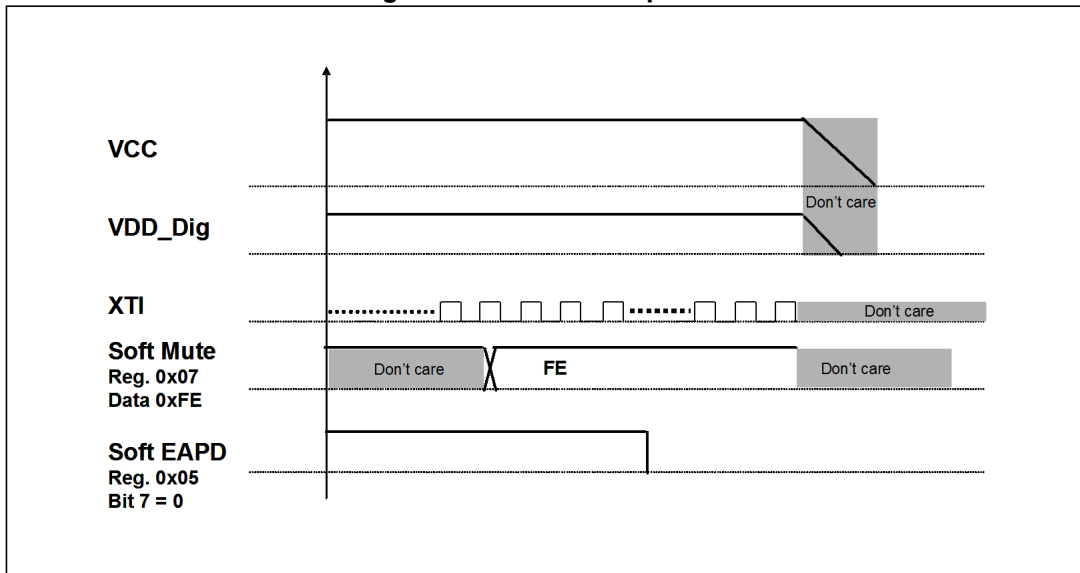 VCC
Don't care
VDD_Dig
XTI
Don't care
Soft Mute
Reg. 0x07
Data 0xFE
Don't care
FE
Don't care
Soft EAPD
Reg. 0x05
Bit 7 = 0